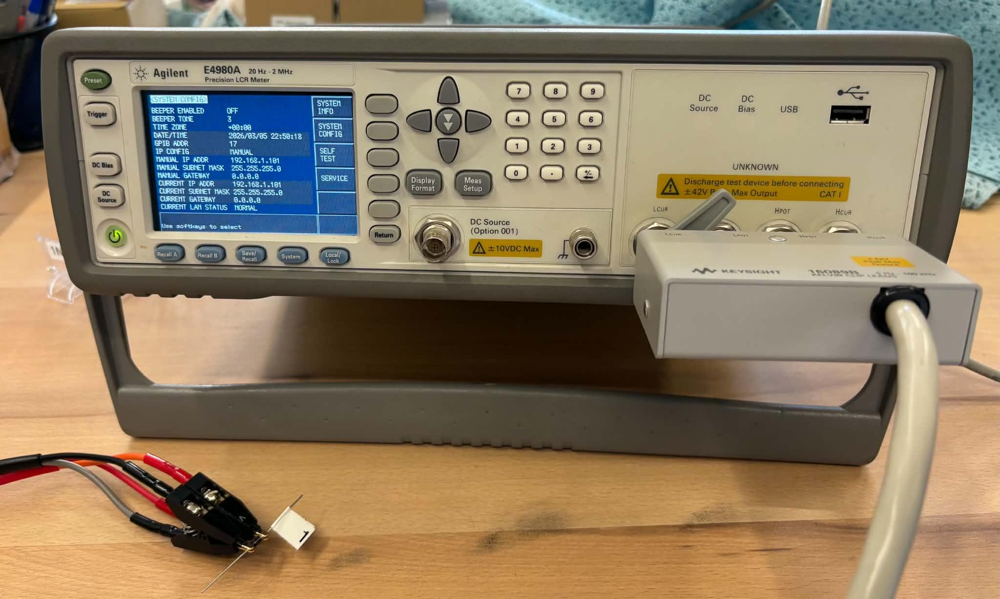 Agilent
E4980A 20 Hz - 2 MHz
Precision LCR Meter
Preset
Trigger
DC Bias
DC
Source
<SYSTEM CONFIG>
BEEPER ENABLED OFF
BEEPER TONE 3
TIME ZONE +00:00
DATE/TIME 2026/03/05 22:50:18
GPIB ADDR 17
IP CONFIG MANUAL
MANUAL IP ADDR 192.168.1.101
MANUAL SUBNET MASK 255.255.255.0
MANUAL GATEWAY 0.0.0.0
CURRENT IP ADDR 192.168.1.101
CURRENT SUBNET MASK 255.255.255.0
CURRENT GATEWAY 0.0.0.0
CURRENT LAN STATUS NORMAL
Use softkeys to select
SYSTEM
INFO
SYSTEM
CONFIG
SELF
TEST
SERVICE
Return
Recall A
Recall B
Save/
Recall
System
Local/
Lock
Display
Format
Meas
Setup
7 8 9
4 5 6
1 2 3
0 . +/-
DC Source
(Option 001)
±10VDC Max
DC
Source
DC
Bias
USB
UNKNOWN
Discharge test device before connecting
±42V Max Output CAT I
LCUR HPOT HCUR
LCUR LPOT HPOT HCUR
KEYSIGHT
16089B
KELVIN CLIP LEADS
Peak Max
1